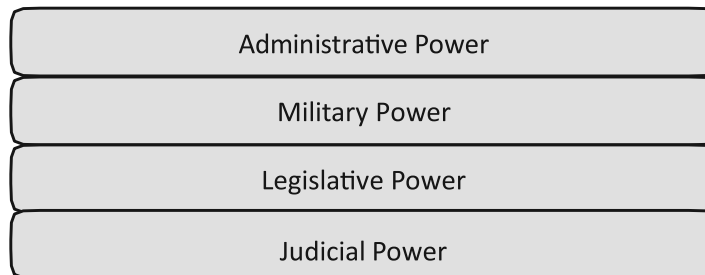 Administrative Power
Military Power
Legislative Power
Judicial Power